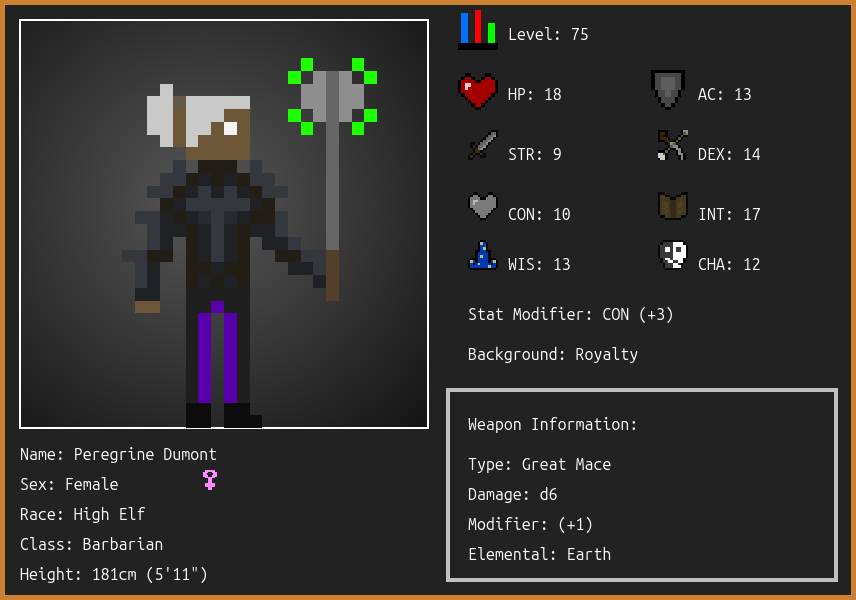 Level: 75
HP: 18
AC: 13
STR: 9
DEX: 14
CON: 10
INT: 17
WIS: 13
CHA: 12
Stat Modifier: CON (+3)
Background: Royalty
Weapon Information:
Type: Great Mace
Damage: d6
Modifier: (+1)
Elemental: Earth
Name: Peregrine Dumont
Sex: Female
Race: High Elf
Class: Barbarian
Height: 181cm (5'11")